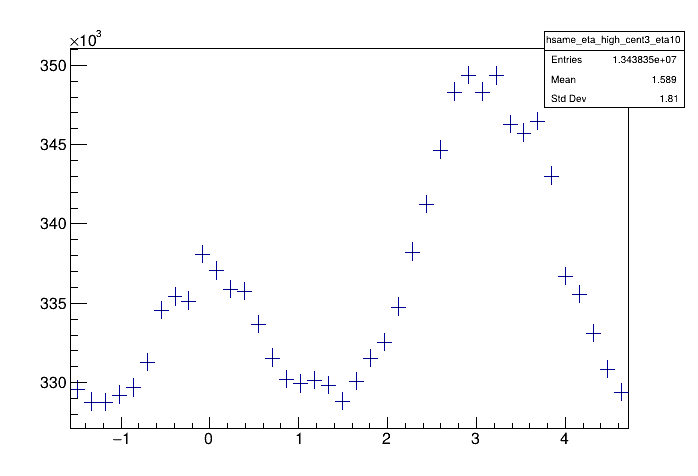 ×10³
hsame_eta_high_cent3_eta10
Entries 1.343835e+07
Mean 1.589
Std Dev 1.81
350
345
340
335
330
−1 0 1 2 3 4